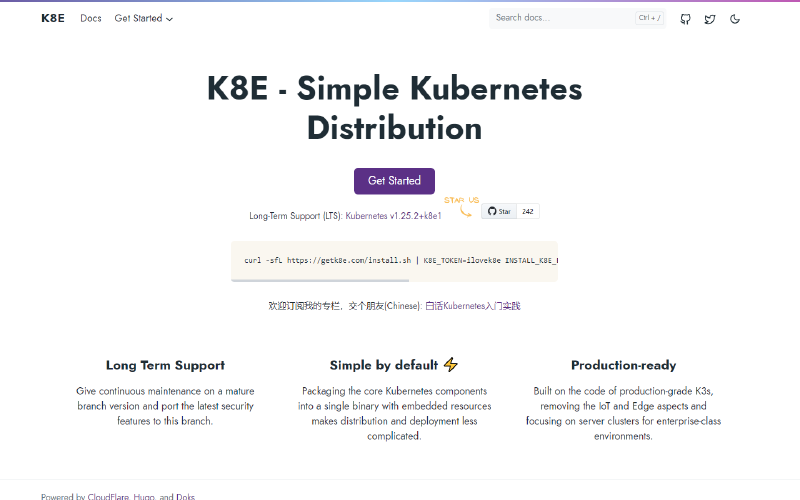 K8E Docs Get Started Search docs... Ctrl + /
K8E - Simple Kubernetes
Distribution
Get Started
STAR US
Long-Term Support (LTS): Kubernetes v1.25.2+k8e1 Star 242
curl -sfL https://getk8e.com/install.sh | K8E_TOKEN=ilovek8e INSTALL_K8E_
欢迎订阅我的专栏，交个朋友(Chinese): 白话Kubernetes入门实践
Long Term Support
Give continuous maintenance on a mature
branch version and port the latest security
features to this branch.
Simple by default ⚡
Packaging the core Kubernetes components
into a single binary with embedded resources
makes distribution and deployment less
complicated.
Production-ready
Built on the code of production-grade K3s,
removing the IoT and Edge aspects and
focusing on server clusters for enterprise-class
environments.
Powered by CloudFlare, Hugo, and Doks